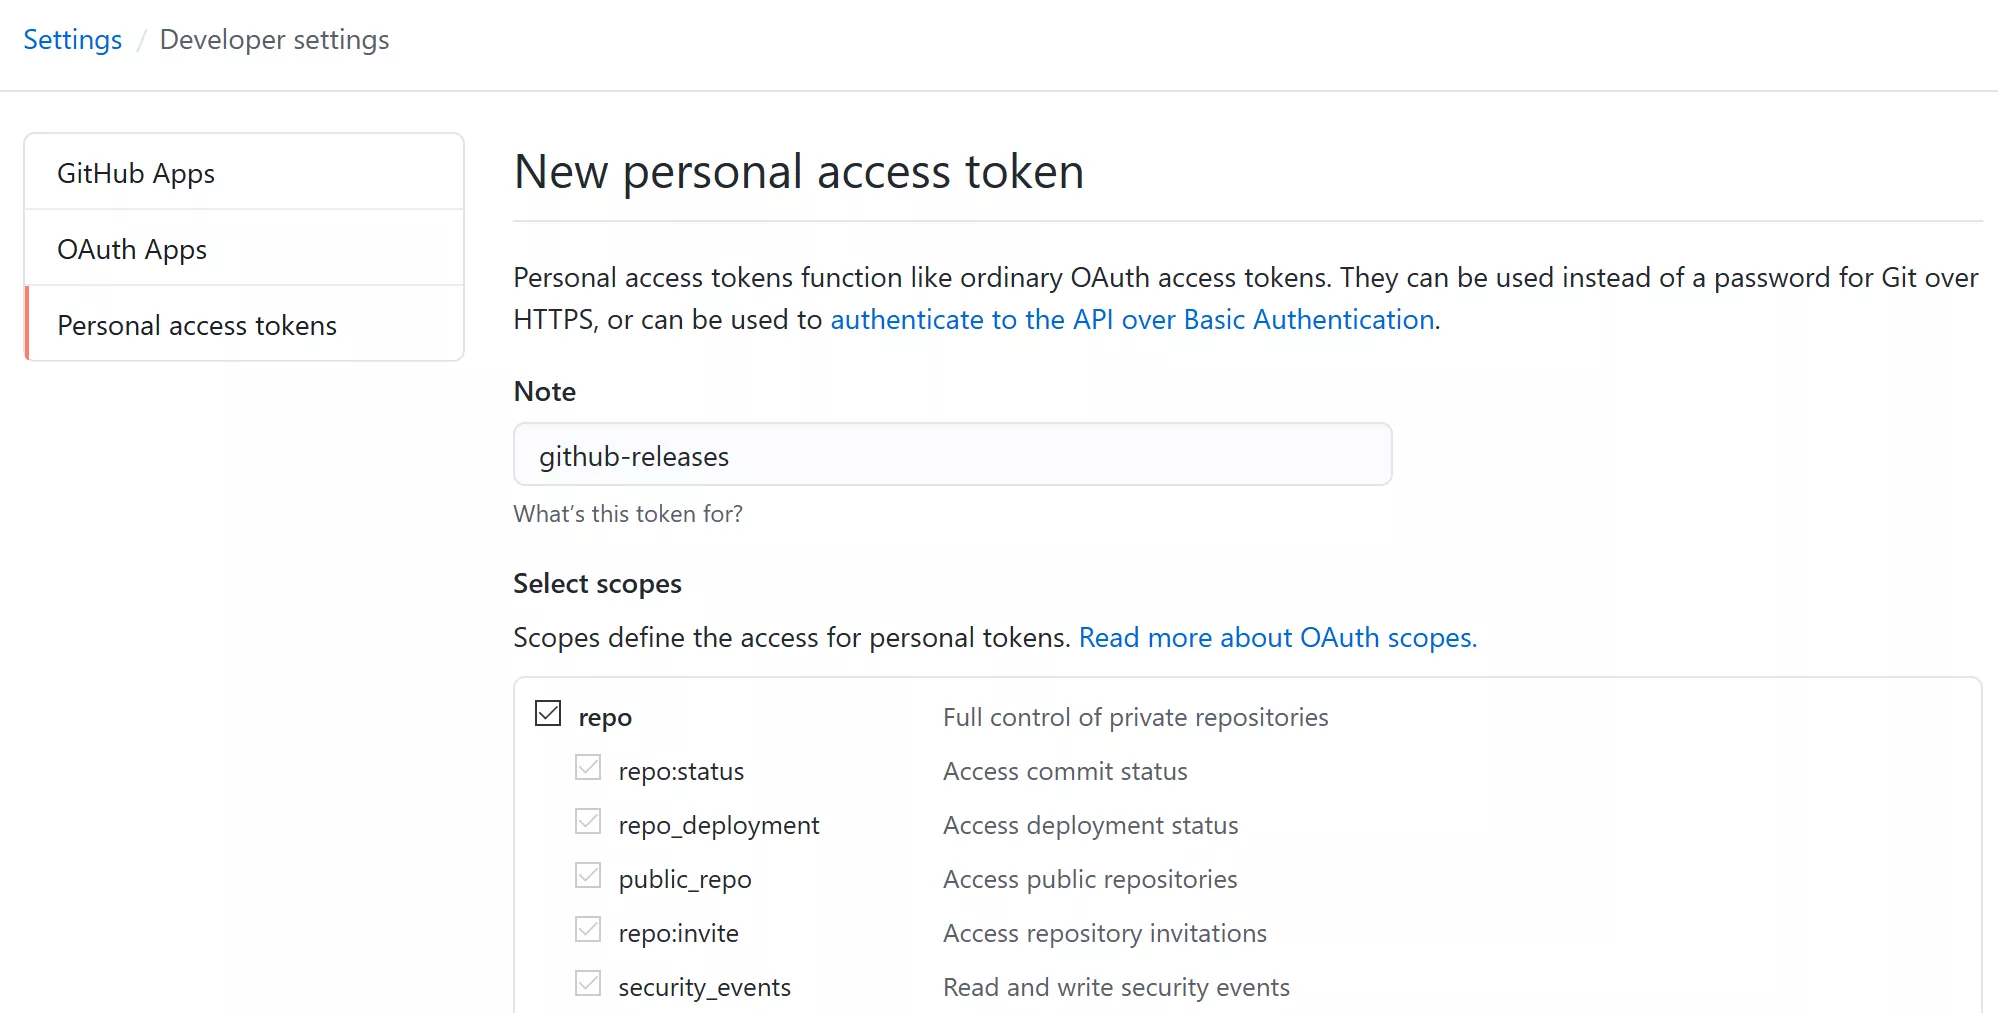 Settings / Developer settings
GitHub Apps
OAuth Apps
Personal access tokens
New personal access token
Personal access tokens function like ordinary OAuth access tokens. They can be used instead of a password for Git over
HTTPS, or can be used to authenticate to the API over Basic Authentication.
Note
github-releases
What’s this token for?
Select scopes
Scopes define the access for personal tokens. Read more about OAuth scopes.
repo Full control of private repositories
repo:status Access commit status
repo_deployment Access deployment status
public_repo Access public repositories
repo:invite Access repository invitations
security_events Read and write security events